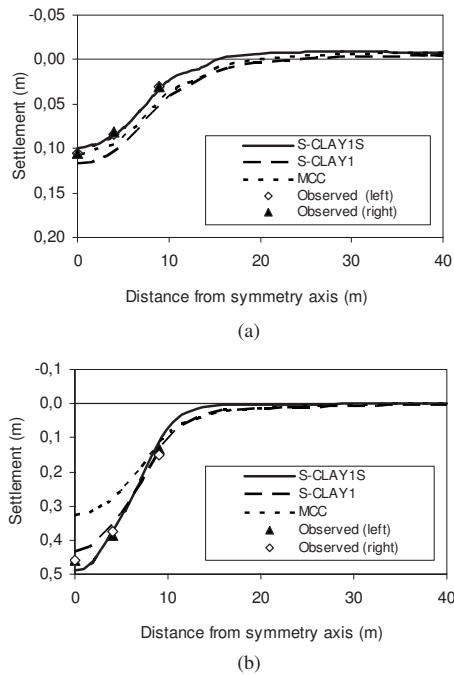 -0,05
0,00
0,05
0,10
0,15
0,20
Settlement (m)
S-CLAY1S
S-CLAY1
MCC
Observed (left)
Observed (right)
0 10 20 30 40
Distance from symmetry axis (m)
(a)
-0,1
0,0
0,1
0,2
0,3
0,4
0,5
Settlement (m)
S-CLAY1S
S-CLAY1
MCC
Observed (left)
Observed (right)
0 10 20 30 40
Distance from symmetry axis (m)
(b)